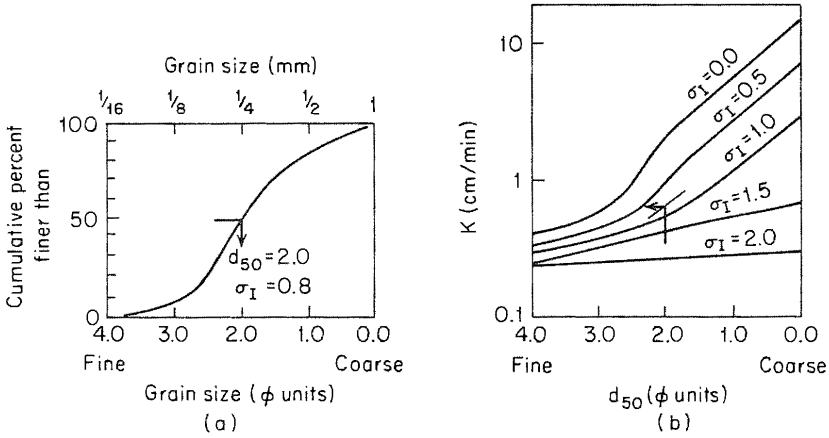 Grain size (mm)
1/16 1/8 1/4 1/2 1
100
50
0
Cumulative percent
finer than
d50 = 2.0
σI = 0.8
4.0 3.0 2.0 1.0 0.0
Fine Coarse
Grain size (ϕ units)
(a)
10
1
0.1
K (cm/min)
σI = 0.0
σI = 0.5
σI = 1.0
σI = 1.5
σI = 2.0
4.0 3.0 2.0 1.0 0.0
Fine Coarse
d50 (ϕ units)
(b)